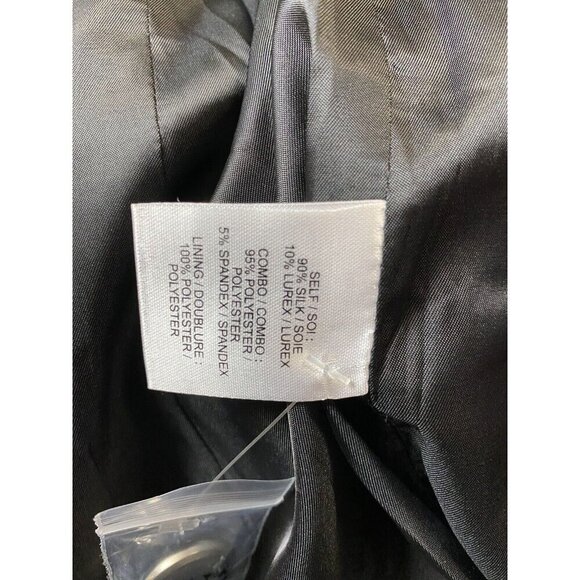 SELF / SOI :
90% SILK / SOIE
10% LUREX / LUREX
COMBO / COMBO :
95% POLYESTER /
POLYESTER
5% SPANDEX / SPANDEX
LINING / DOUBLURE :
100% POLYESTER /
POLYESTER